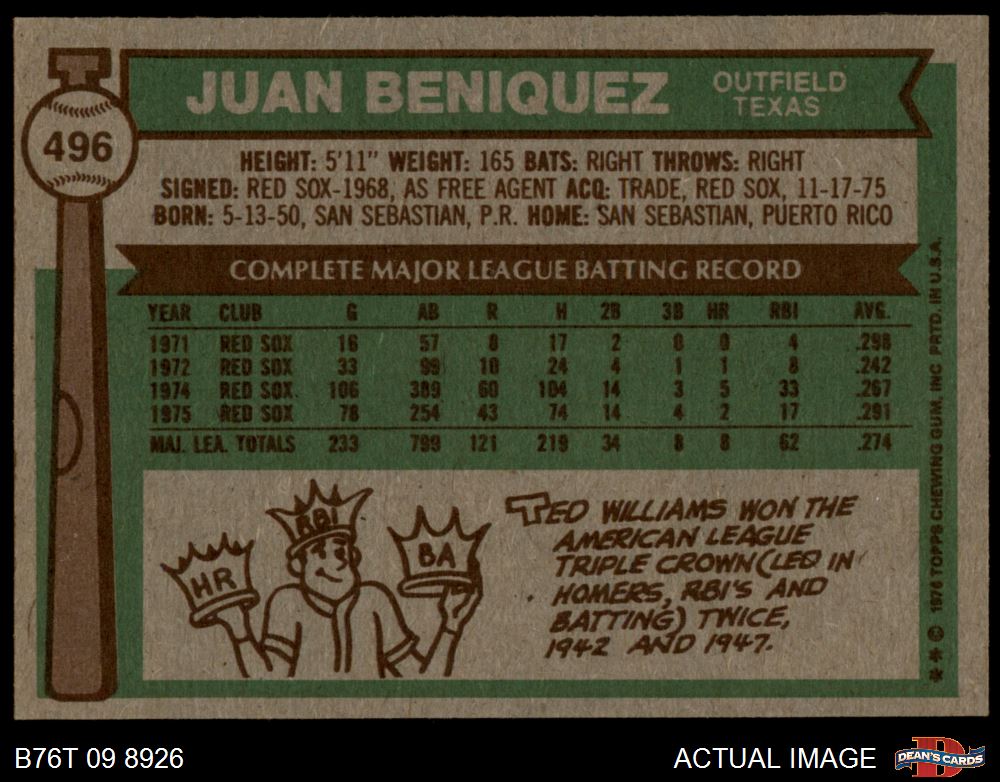 496
JUAN BENIQUEZ
OUTFIELD
TEXAS
HEIGHT: 5'11" WEIGHT: 165 BATS: RIGHT THROWS: RIGHT
SIGNED: RED SOX-1968, AS FREE AGENT ACQ: TRADE, RED SOX, 11-17-75
BORN: 5-13-50, SAN SEBASTIAN, P.R. HOME: SAN SEBASTIAN, PUERTO RICO
COMPLETE MAJOR LEAGUE BATTING RECORD
YEAR CLUB G AB R H 2B 3B HR RBI AVG.
1971 RED SOX 16 57 8 17 2 0 0 4 .298
1972 RED SOX 33 99 10 24 4 1 1 8 .242
1974 RED SOX 106 389 60 104 14 3 5 33 .267
1975 RED SOX 78 254 43 74 14 4 2 17 .291
MAJ. LEA. TOTALS 233 799 121 219 34 8 8 62 .274
HR
RBI
BA
TED WILLIAMS WON THE
AMERICAN LEAGUE
TRIPLE CROWN (LED IN
HOMERS, RBI'S AND
BATTING) TWICE,
1942 AND 1947.
** © 1976 TOPPS CHEWING GUM, INC PRTD. IN U.S.A.
B76T 09 8926
ACTUAL IMAGE
D
DEAN'S CARDS